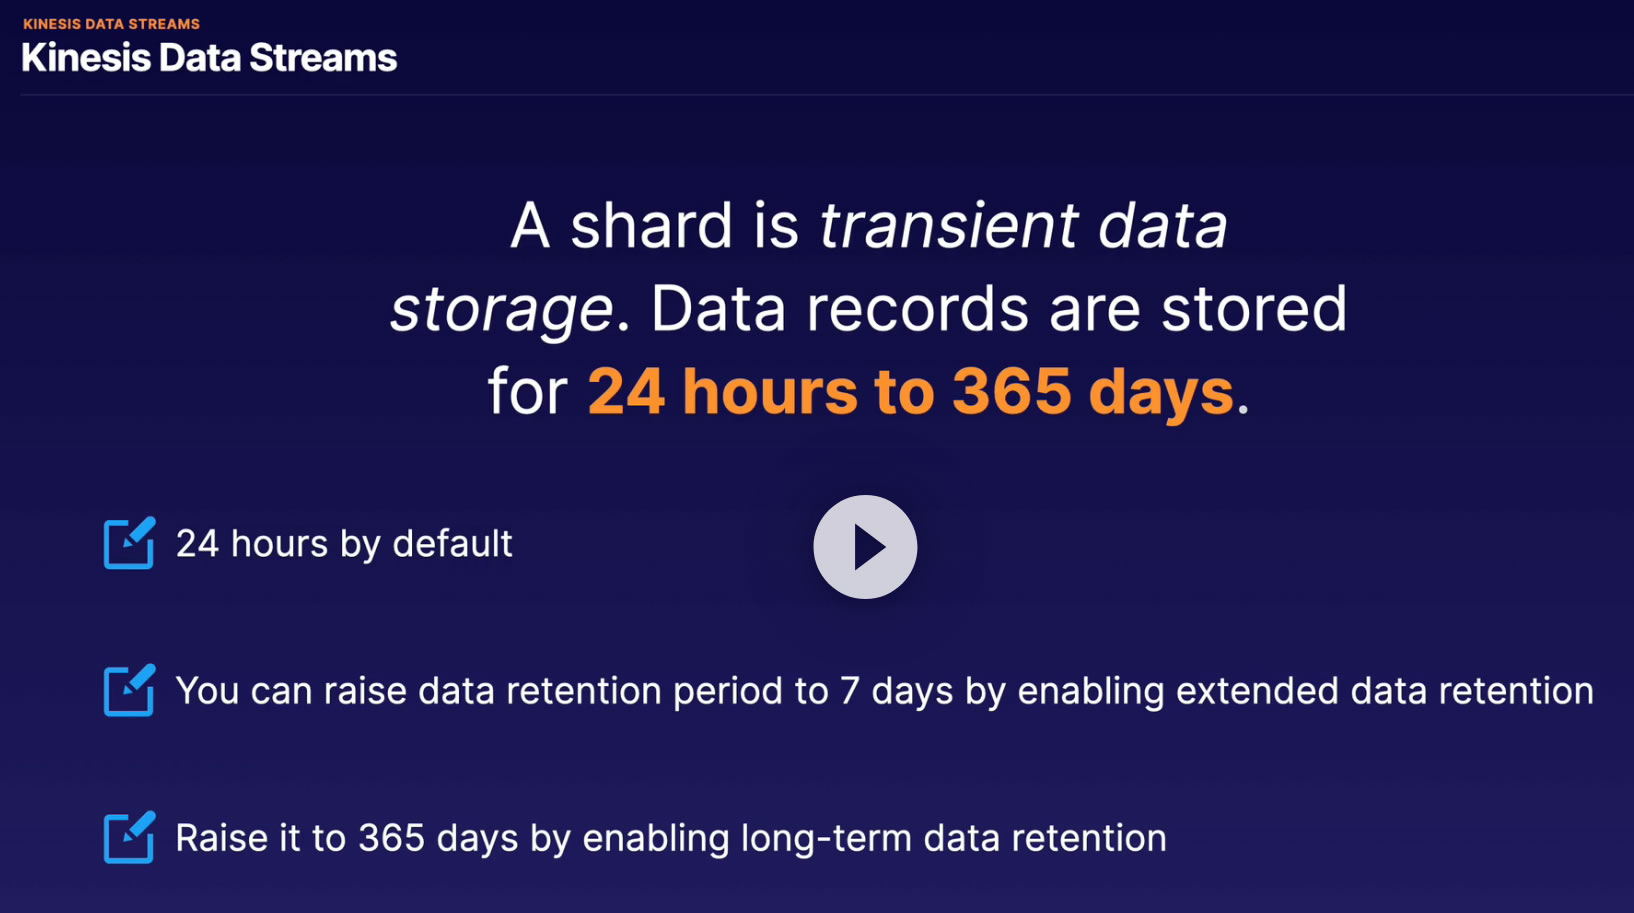 KINESIS DATA STREAMS
Kinesis Data Streams
A shard is transient data
storage. Data records are stored
for 24 hours to 365 days.
24 hours by default
You can raise data retention period to 7 days by enabling extended data retention
Raise it to 365 days by enabling long-term data retention